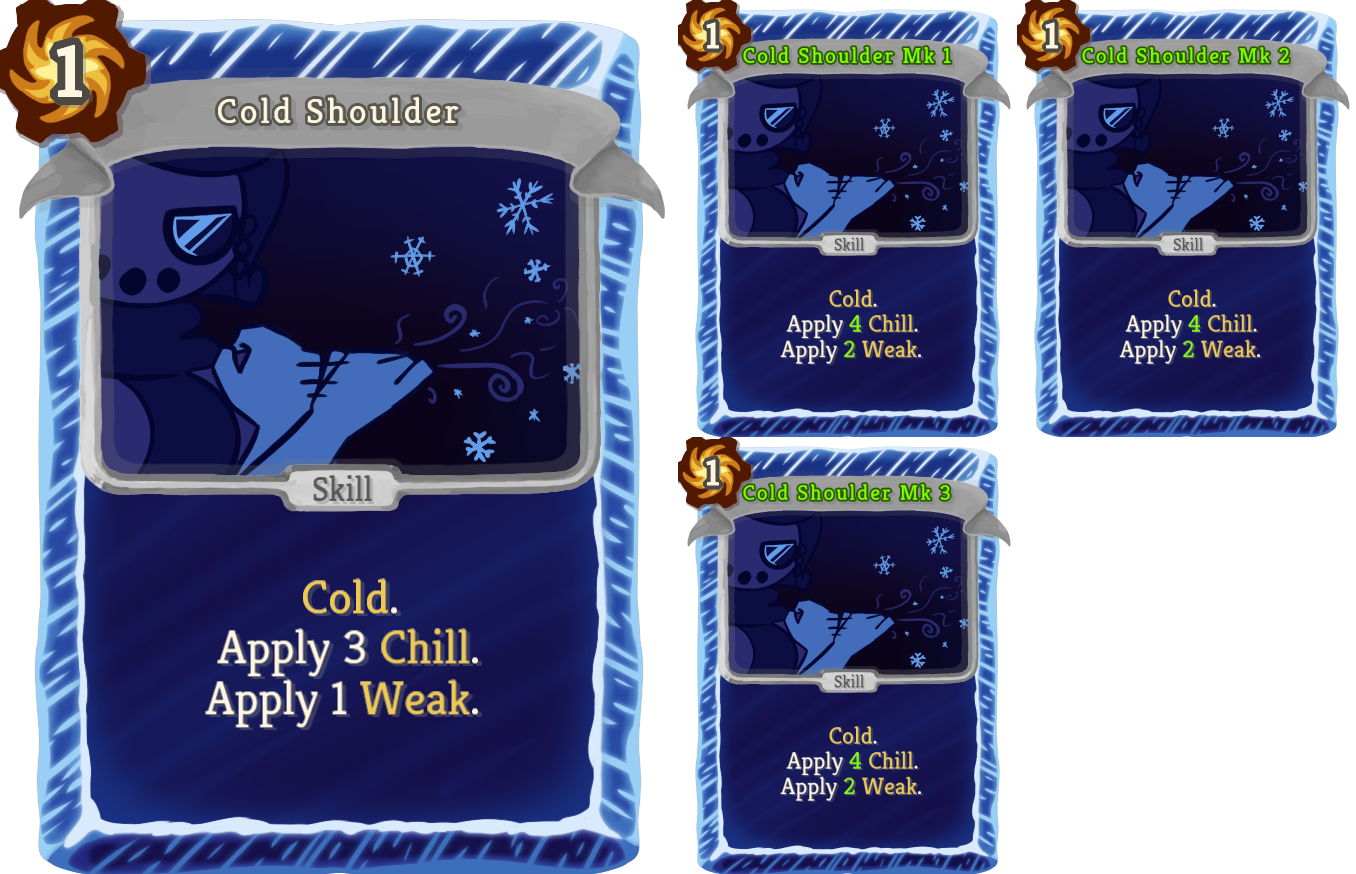 1
Cold Shoulder
Skill
Cold.
Apply 3 Chill.
Apply 1 Weak.
1
Cold Shoulder Mk 1
Skill
Cold.
Apply 4 Chill.
Apply 2 Weak.
1
Cold Shoulder Mk 2
Skill
Cold.
Apply 4 Chill.
Apply 2 Weak.
1
Cold Shoulder Mk 3
Skill
Cold.
Apply 4 Chill.
Apply 2 Weak.